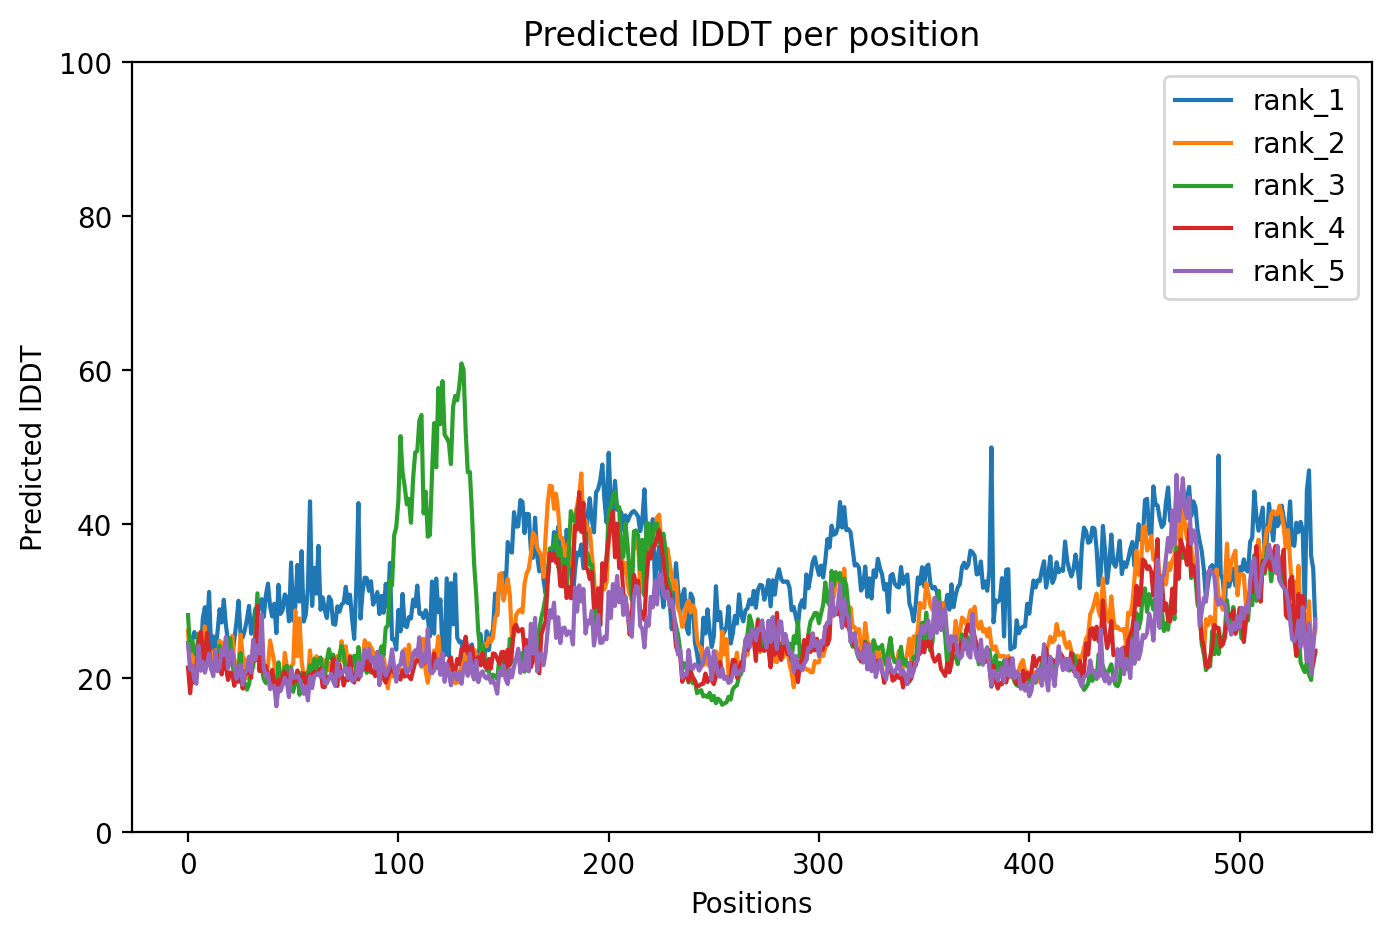 Predicted lDDT per position
100
80
60
40
20
0
Predicted lDDT
0 100 200 300 400 500
Positions
rank_1
rank_2
rank_3
rank_4
rank_5